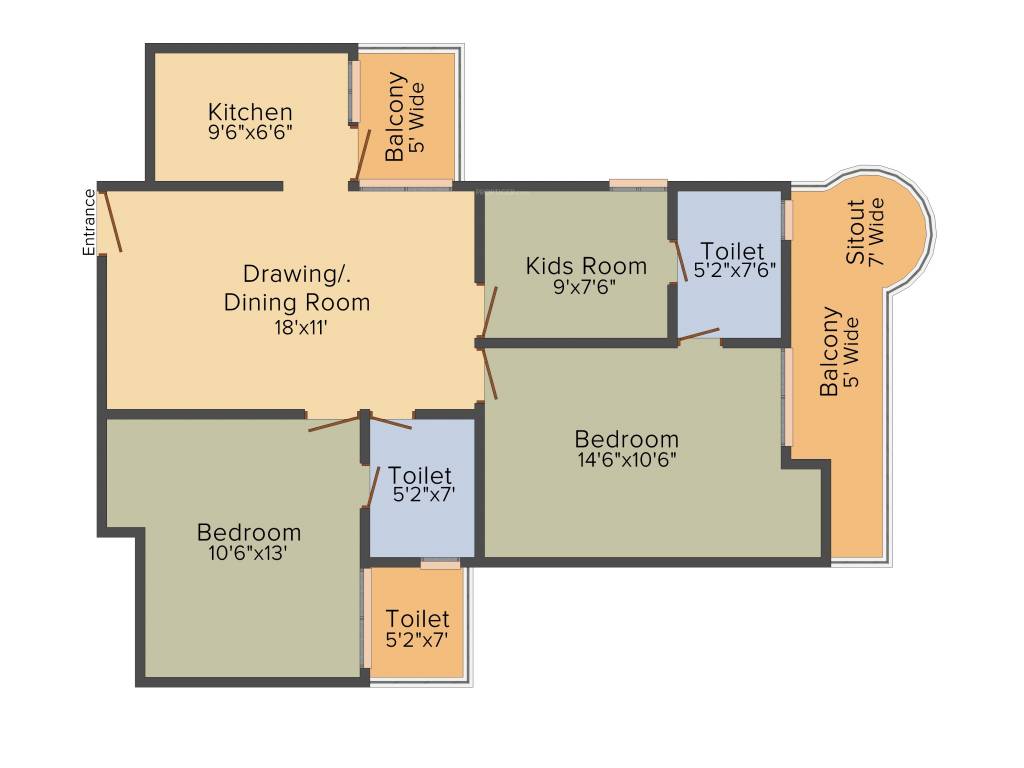 Kitchen
9'6"x6'6"
Balcony
5' Wide
Entrance
Drawing/.
Dining Room
18'x11'
Kids Room
9'x7'6"
Toilet
5'2"x7'6"
Sitout
7' Wide
Balcony
5' Wide
Bedroom
14'6"x10'6"
Toilet
5'2"x7'
Bedroom
10'6"x13'
Toilet
5'2"x7'